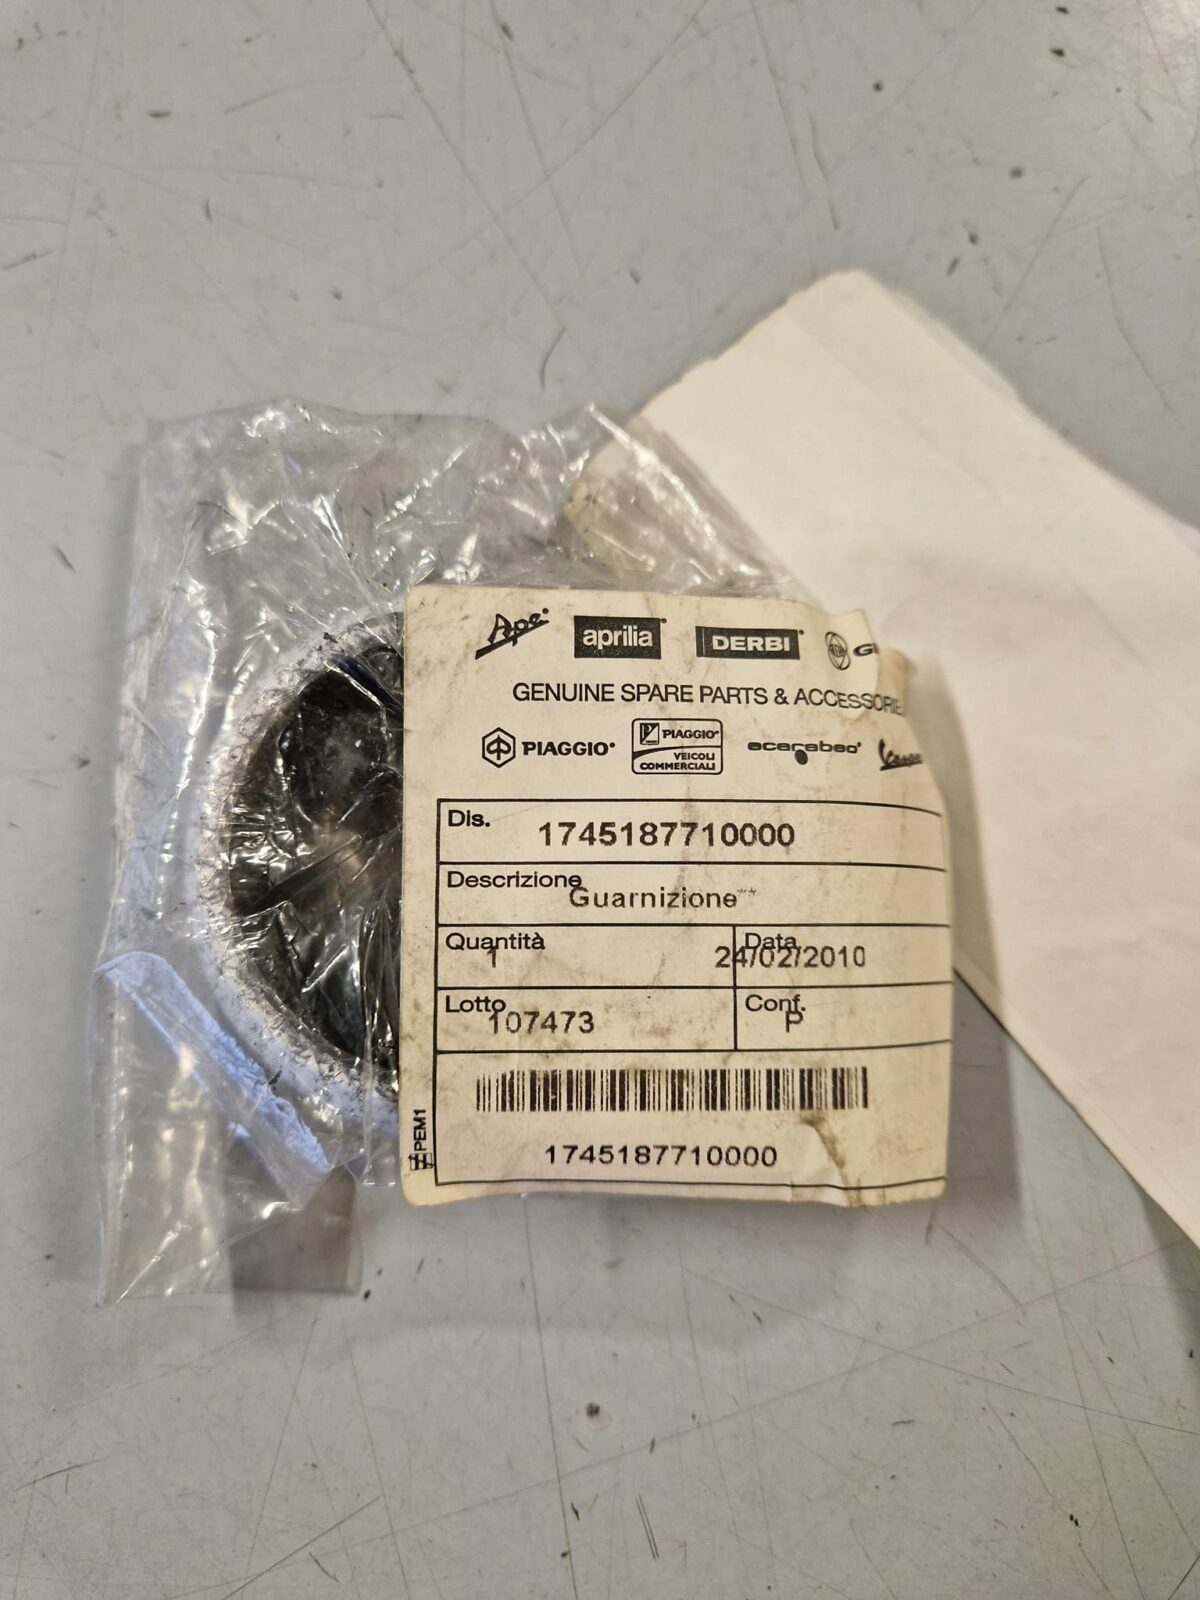 Ape
aprilia DERBI
GENUINE SPARE PARTS & ACCESSORIE
PIAGGIO PIAGGIO VEICOLI COMMERCIALI scarabeo Vespa
Dis. 1745187710000
Descrizione Guarnizione**
Quantità 1 Data 24/02/2010
Lotto 107473 Conf. P
PEM1
1745187710000